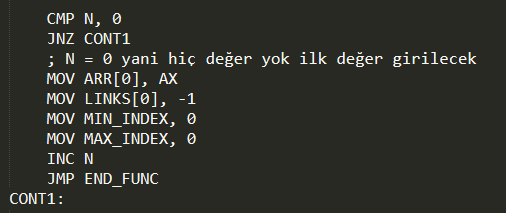 CMP N, 0
JNZ CONT1
; N = 0 yani hiç değer yok ilk değer girilecek
MOV ARR[0], AX
MOV LINKS[0], -1
MOV MIN_INDEX, 0
MOV MAX_INDEX, 0
INC N
JMP END_FUNC
CONT1: